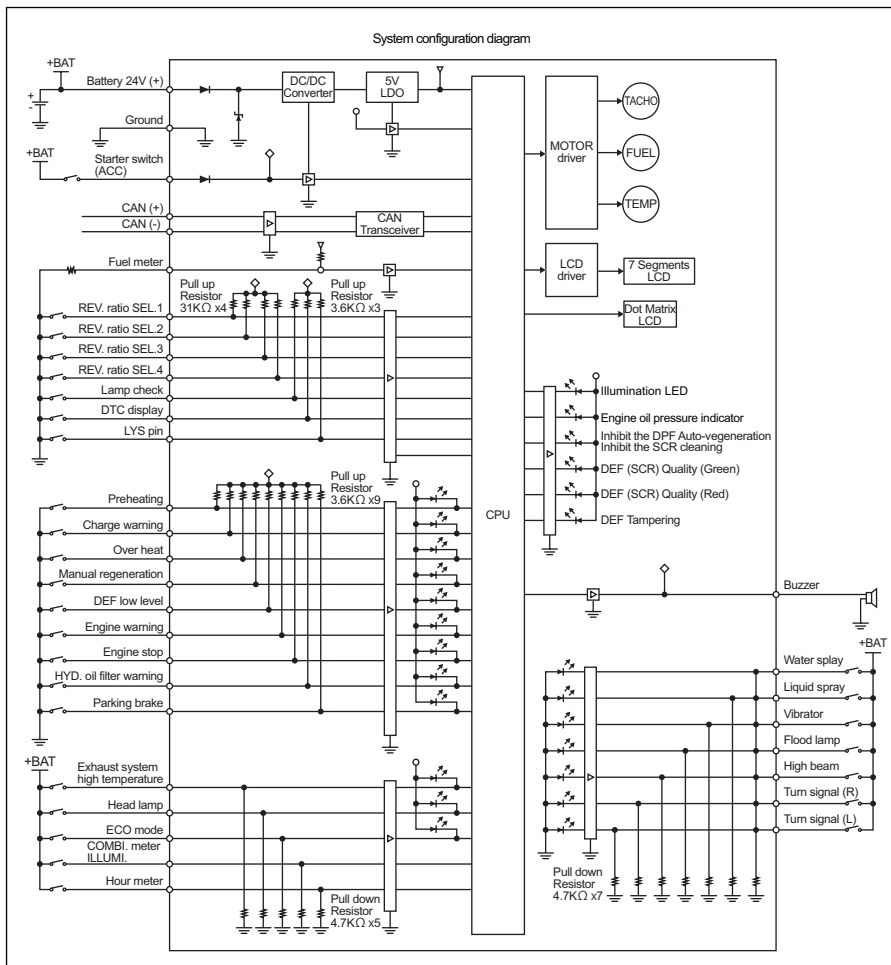 System configuration diagram
+BAT
Battery 24V (+)
+
-
Ground
+BAT
Starter switch
(ACC)
CAN (+)
CAN (-)
Fuel meter
DC/DC
Converter
5V
LDO
CAN
Transceiver
Pull up
Resistor
31KΩ x4
Pull up
Resistor
3.6KΩ x3
REV. ratio SEL.1
REV. ratio SEL.2
REV. ratio SEL.3
REV. ratio SEL.4
Lamp check
DTC display
LYS pin
Pull up
Resistor
3.6KΩ x9
Preheating
Charge warning
Over heat
Manual regeneration
DEF low level
Engine warning
Engine stop
HYD. oil filter warning
Parking brake
+BAT
Exhaust system
high temperature
Head lamp
ECO mode
COMBI. meter
ILLUMI.
Hour meter
Pull down
Resistor
4.7KΩ x5
CPU
MOTOR
driver
TACHO
FUEL
TEMP
LCD
driver
7 Segments
LCD
Dot Matrix
LCD
Illumination LED
Engine oil pressure indicator
Inhibit the DPF Auto-vegeneration
Inhibit the SCR cleaning
DEF (SCR) Quality (Green)
DEF (SCR) Quality (Red)
DEF Tampering
Buzzer
+BAT
Water splay
Liquid spray
Vibrator
Flood lamp
High beam
Turn signal (R)
Turn signal (L)
Pull down
Resistor
4.7KΩ x7